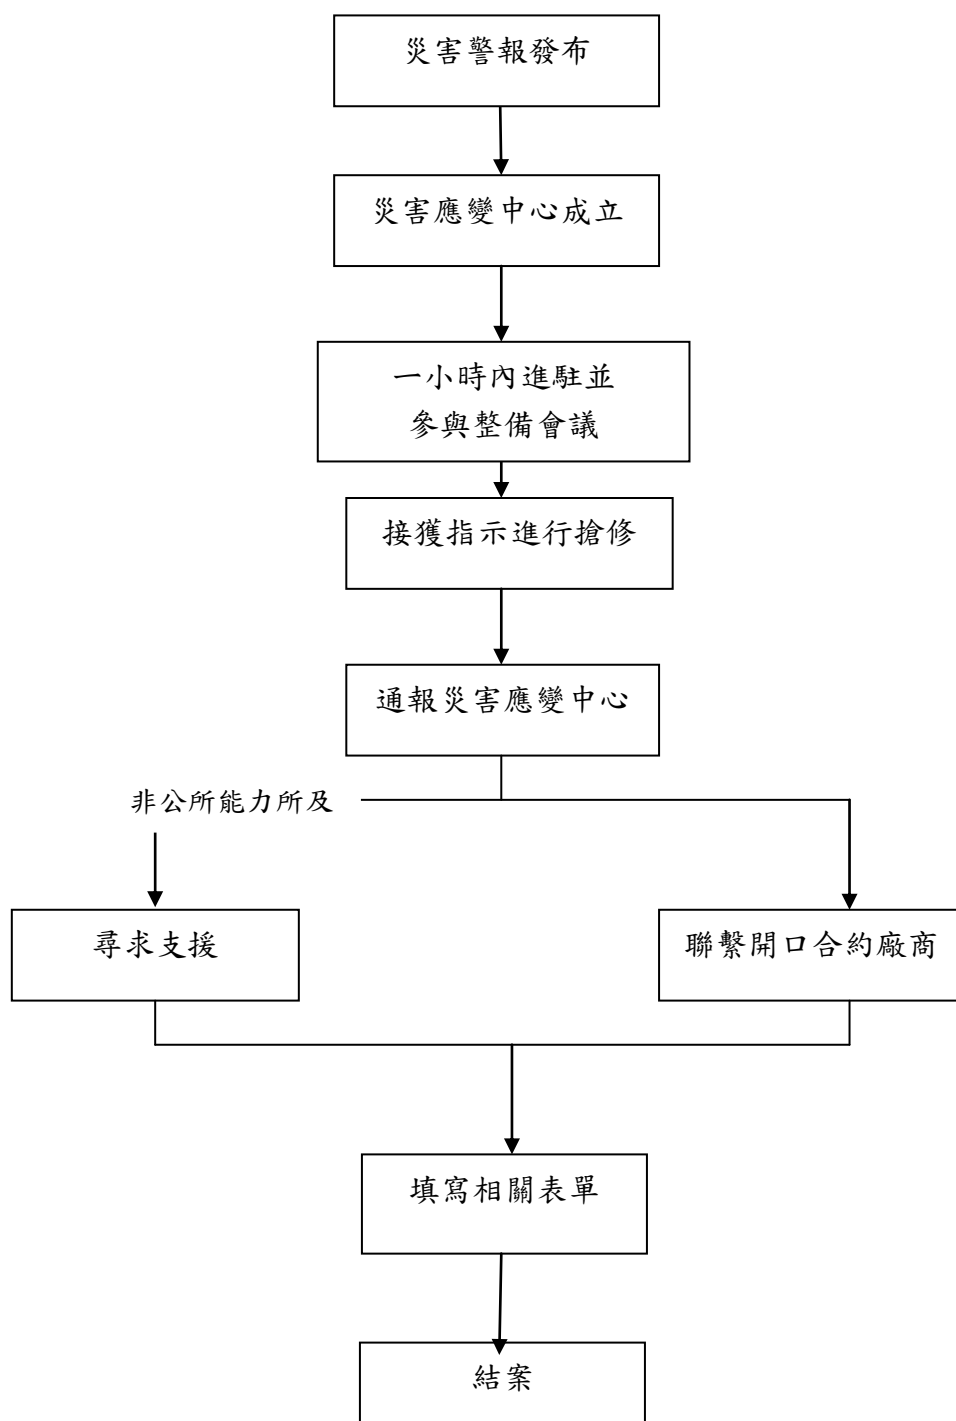 災害警報發布
災害應變中心成立
一小時內進駐並
參與整備會議
接獲指示進行搶修
通報災害應變中心
非公所能力所及
尋求支援
聯繫開口合約廠商
填寫相關表單
結案